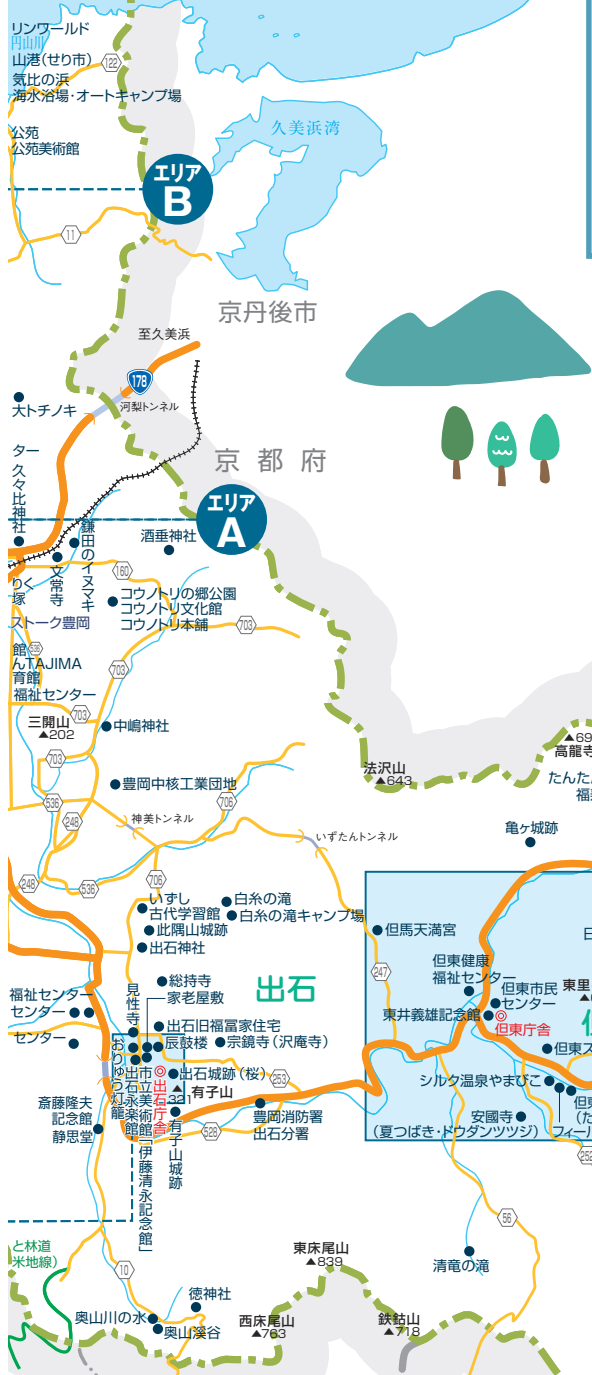 リンワールド
円山川
山港(せり市)
122
気比の浜
海水浴場・オートキャンプ場
久美浜湾
公苑
公苑美術館
エリア
B
11
京丹後市
至久美浜
178
河梨トンネル
大トチノキ
京都府
ター
久々比神社
エリア
A
鎌田のイヌマキ
文常寺
酒垂神社
160
りく
塚
コウノトリの郷公園
コウノトリ文化館
コウノトリ本舗
703
ストーク豊岡
536
館
んTAJIMA
育館
福祉センター
703
703
三開山
▲202
中嶋神社
703
法沢山
▲643
▲69
高龍寺
たんた
豊岡中核工業団地
706
536
248
神美トンネル
いずたんトンネル
亀ヶ城跡
248
536
706
いずし
古代学習館
白糸の滝
白糸の滝キャンプ場
此隅山城跡
出石神社
但馬天満宮
247
但東健康
福祉センター
但東市民
センター
東里
東井義雄記念館
但東庁舎
総持寺
家老屋敷
出石
見性寺
福祉センター
センター
センター
出石旧福冨家住宅
辰鼓楼
宗鏡寺(沢庵寺)
おりゅう灯籠
出石永楽館
市立美術館「伊藤清永記念館」
出石庁舎
出石城跡(桜)
▲
321
有子山
有子山城跡
253
豊岡消防署
出石分署
528
斎藤隆夫
記念館
静思堂
但東ス
シルク温泉やまびこ
但東
安國寺
(夏つばき・ドウダンツツジ)
フィール
252
56
清竜の滝
と林道
米地線)
10
東床尾山
▲839
徳神社
奥山川の水
奥山渓谷
西床尾山
▲763
鉄鈷山
▲718